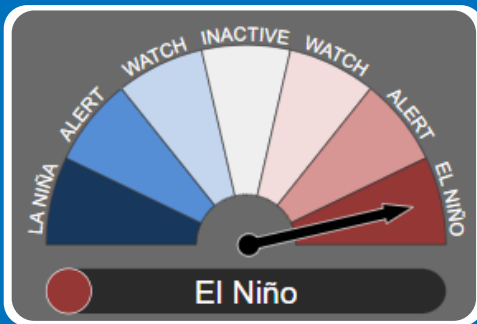 LA NIÑA
ALERT
WATCH
INACTIVE
WATCH
ALERT
EL NIÑO
El Niño